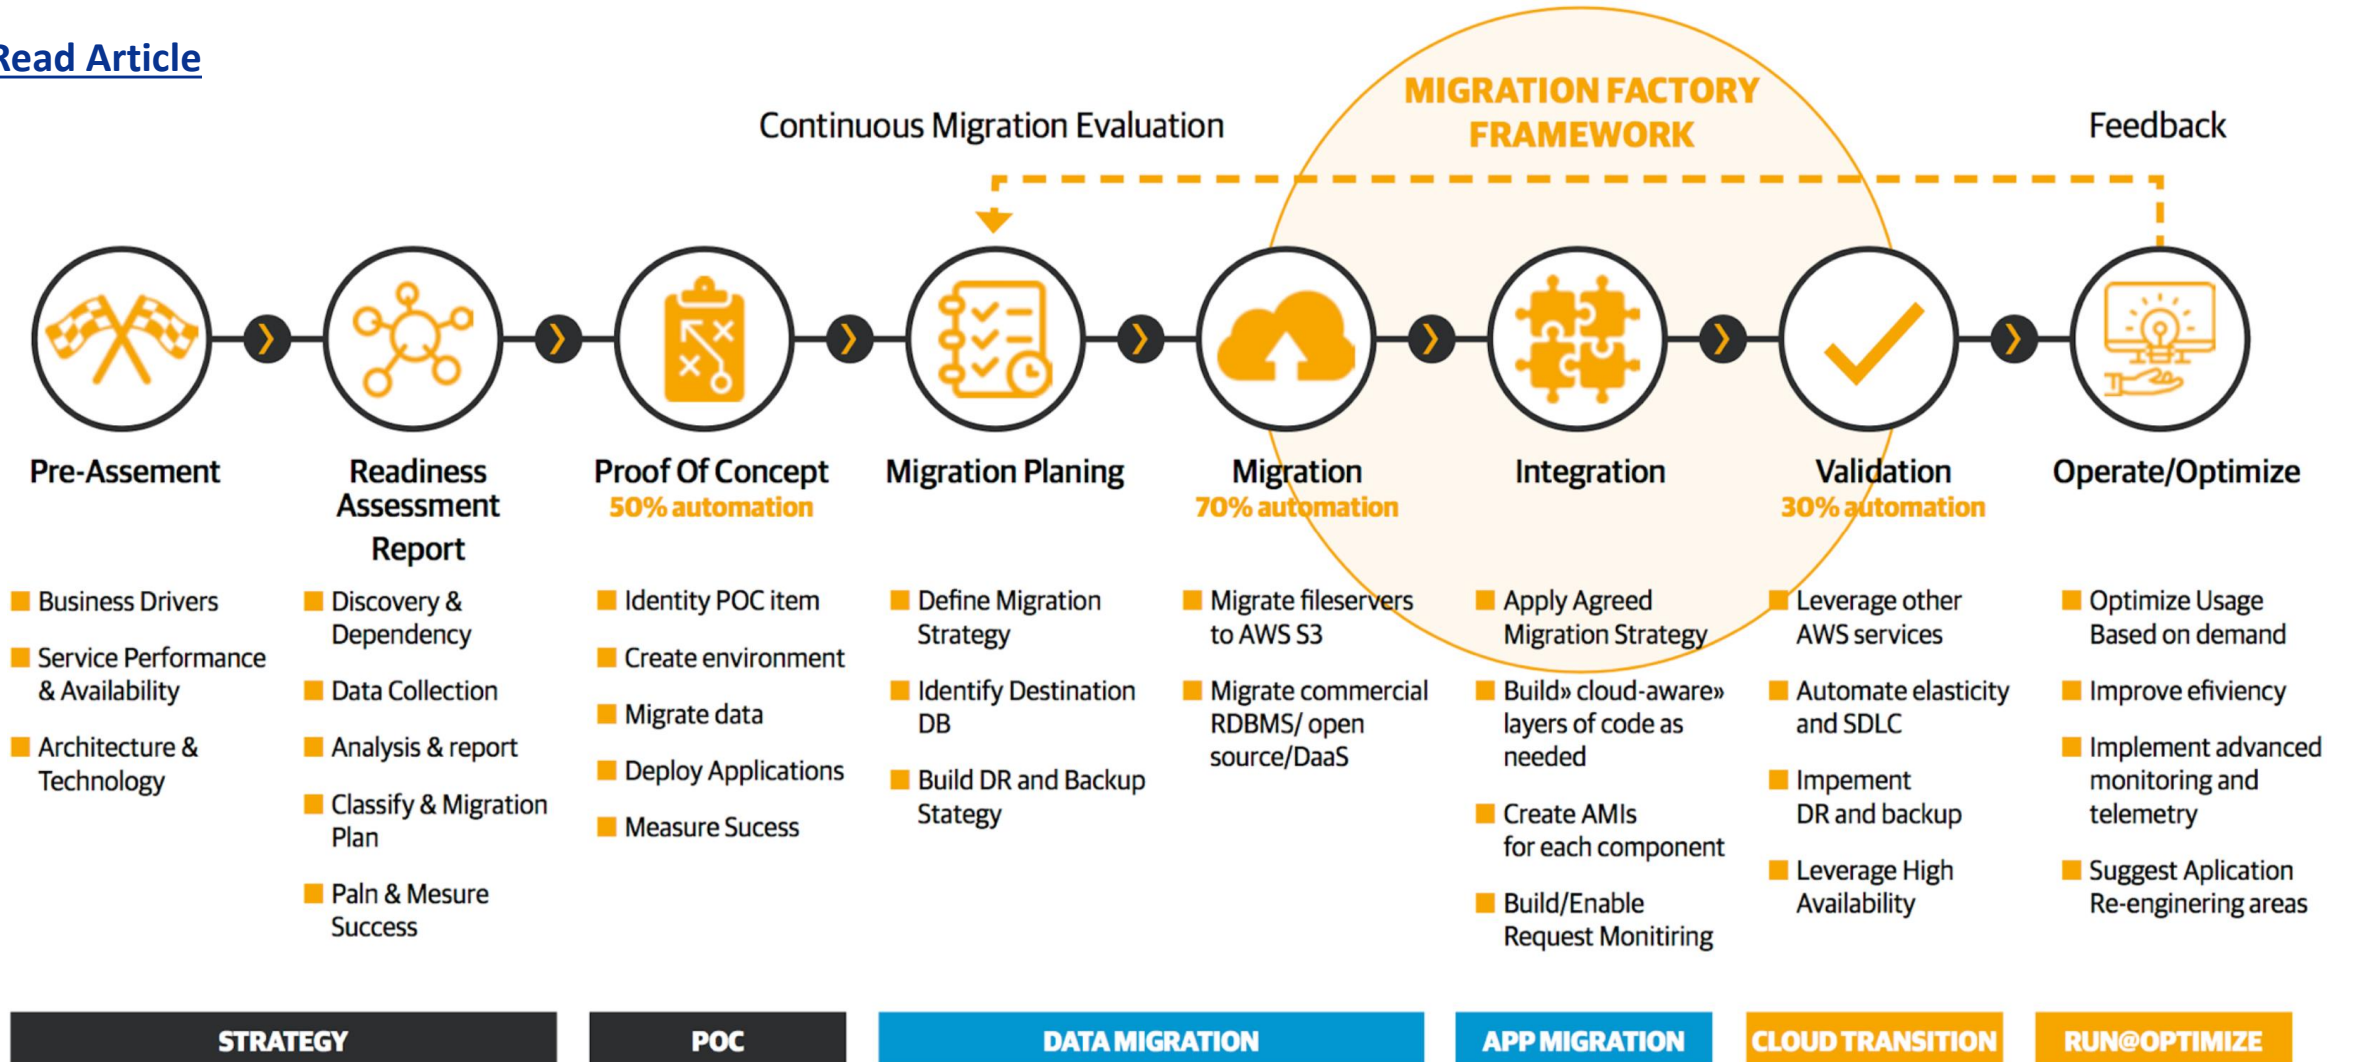 Read Article
MIGRATION FACTORY
FRAMEWORK
Continuous Migration Evaluation
Feedback
Pre-Assement
Readiness
Assessment
Report
Proof Of Concept
50% automation
Migration Planing
Migration
70% automation
Integration
Validation
30% automation
Operate/Optimize
Business Drivers
Service Performance
& Availability
Architecture &
Technology
Discovery &
Dependency
Data Collection
Analysis & report
Classify & Migration
Plan
Paln & Mesure
Success
Identity POC item
Create environment
Migrate data
Deploy Applications
Measure Sucess
Define Migration
Strategy
Identify Destination
DB
Build DR and Backup
Stategy
Migrate fileservers
to AWS S3
Migrate commercial
RDBMS/ open
source/DaaS
Apply Agreed
Migration Strategy
Build» cloud-aware»
layers of code as
needed
Create AMIs
for each component
Build/Enable
Request Monitiring
Leverage other
AWS services
Automate elasticity
and SDLC
Impement
DR and backup
Leverage High
Availability
Optimize Usage
Based on demand
Improve efiviency
Implement advanced
monitoring and
telemetry
Suggest Aplication
Re-enginering areas
STRATEGY
POC
DATA MIGRATION
APP MIGRATION
CLOUD TRANSITION
RUN@OPTIMIZE